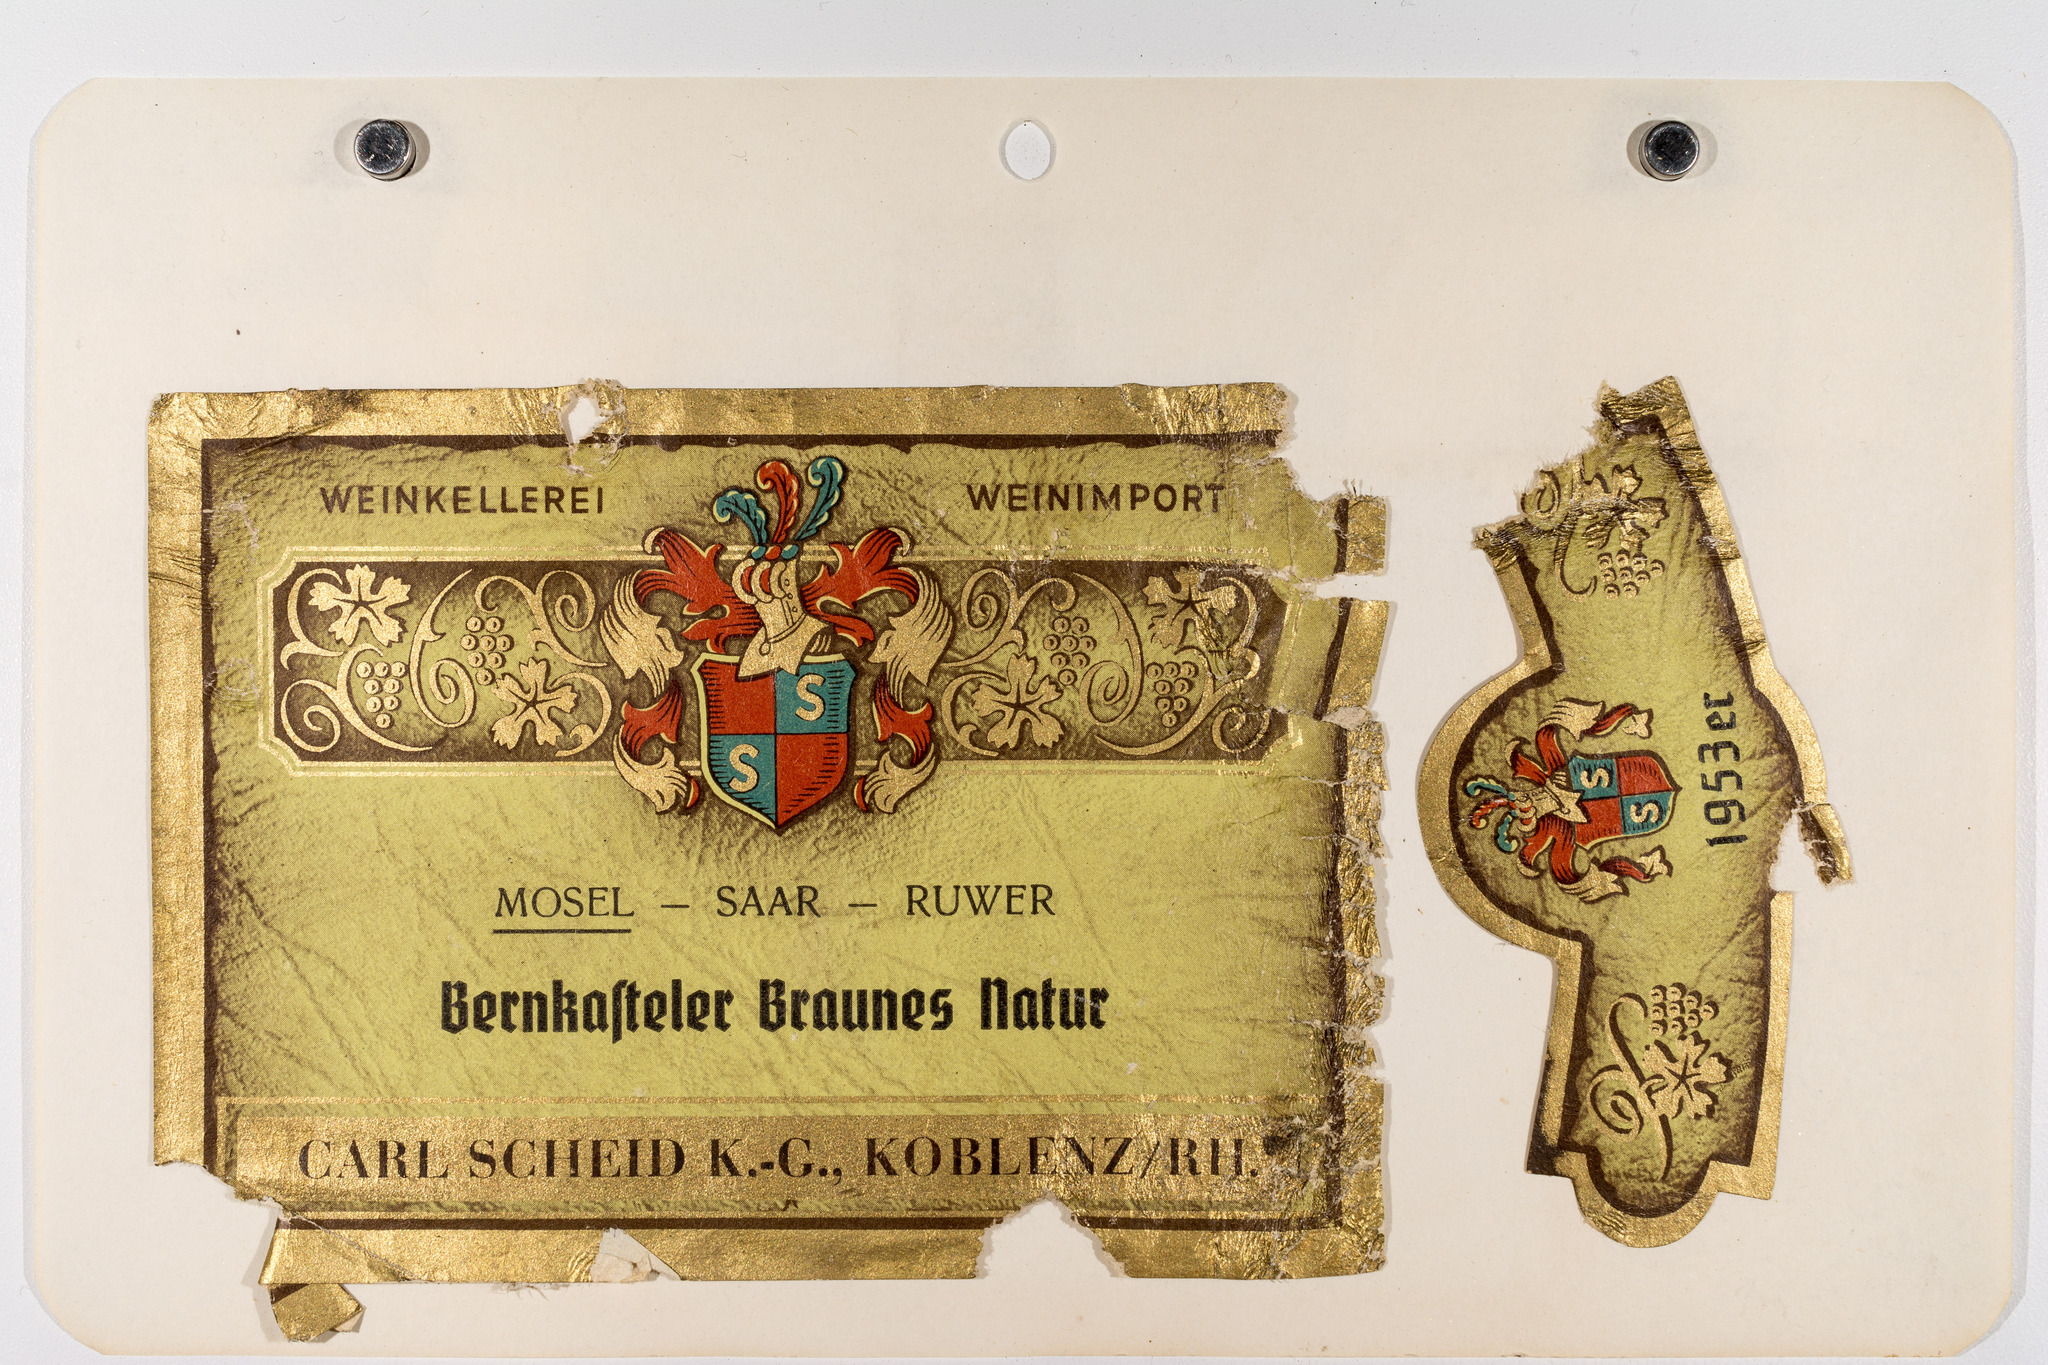 WEINKELLEREI WEINIMPORT
S
S
MOSEL – SAAR – RUWER
Bernkaſteler Braunes Natur
CARL SCHEID K.-G., KOBLENZ/RH.
S
S
1953er